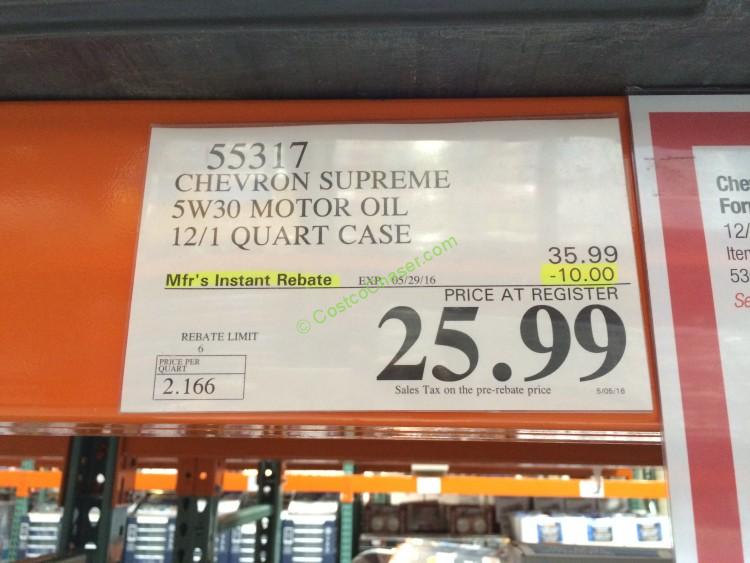 55317
CHEVRON SUPREME
5W30 MOTOR OIL
12/1 QUART CASE
35.99
Mfr's Instant Rebate EXP. 05/29/16 -10.00
PRICE AT REGISTER
25.99
REBATE LIMIT
6
PRICE PER
QUART
2.166
Sales Tax on the pre-rebate price 5/05/16
© CostcoChaser.com
Che
For
12/
Iter
53
Se